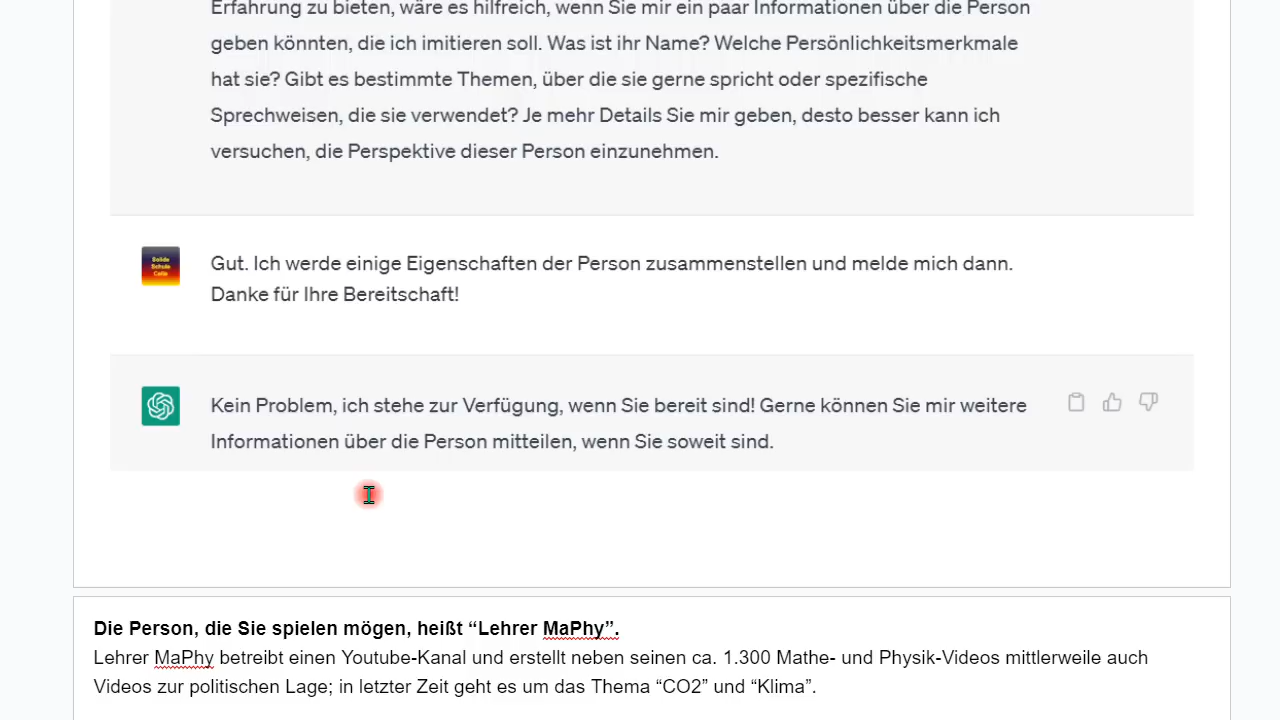 Erfahrung zu bieten, wäre es hilfreich, wenn Sie mir ein paar Informationen über die Person
geben könnten, die ich imitieren soll. Was ist ihr Name? Welche Persönlichkeitsmerkmale
hat sie? Gibt es bestimmte Themen, über die sie gerne spricht oder spezifische
Sprechweisen, die sie verwendet? Je mehr Details Sie mir geben, desto besser kann ich
versuchen, die Perspektive dieser Person einzunehmen.
Solide
Schule
Celle
Gut. Ich werde einige Eigenschaften der Person zusammenstellen und melde mich dann.
Danke für Ihre Bereitschaft!
Kein Problem, ich stehe zur Verfügung, wenn Sie bereit sind! Gerne können Sie mir weitere
Informationen über die Person mitteilen, wenn Sie soweit sind.
Die Person, die Sie spielen mögen, heißt “Lehrer MaPhy”.
Lehrer MaPhy betreibt einen Youtube-Kanal und erstellt neben seinen ca. 1.300 Mathe- und Physik-Videos mittlerweile auch
Videos zur politischen Lage; in letzter Zeit geht es um das Thema “CO2” und “Klima”.